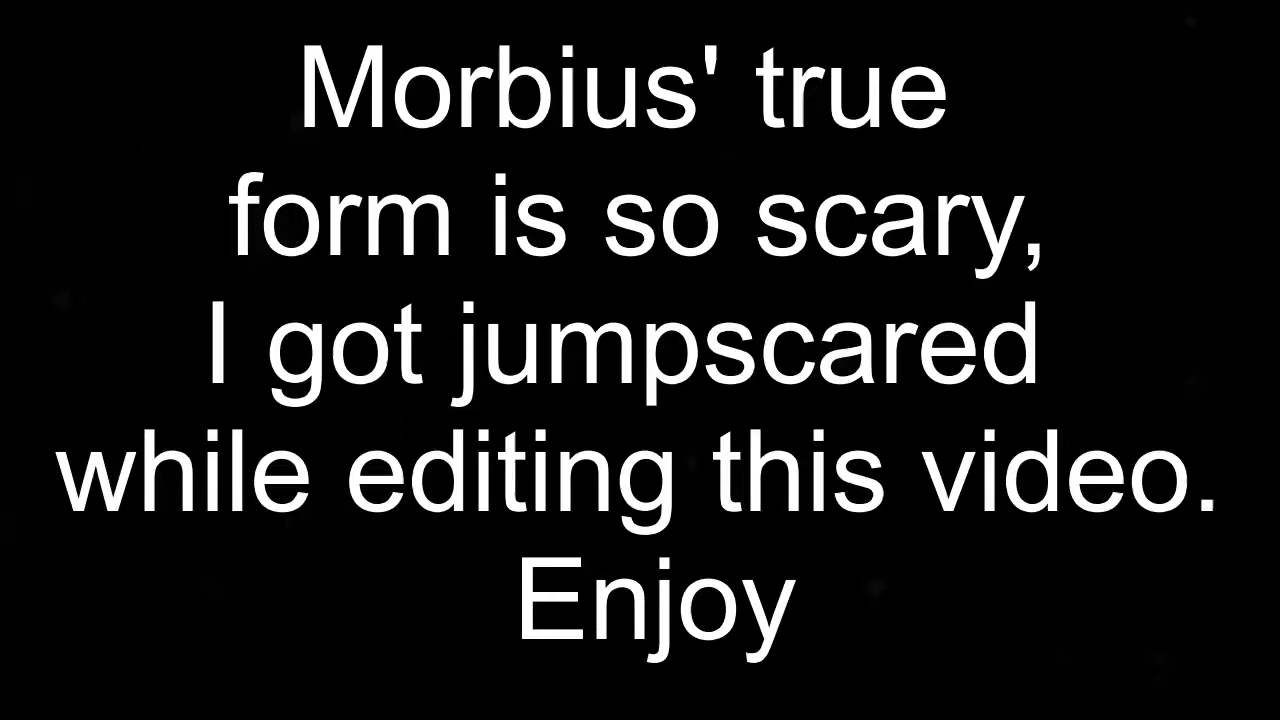 Morbius' true
form is so scary,
I got jumpscared
while editing this video.
Enjoy